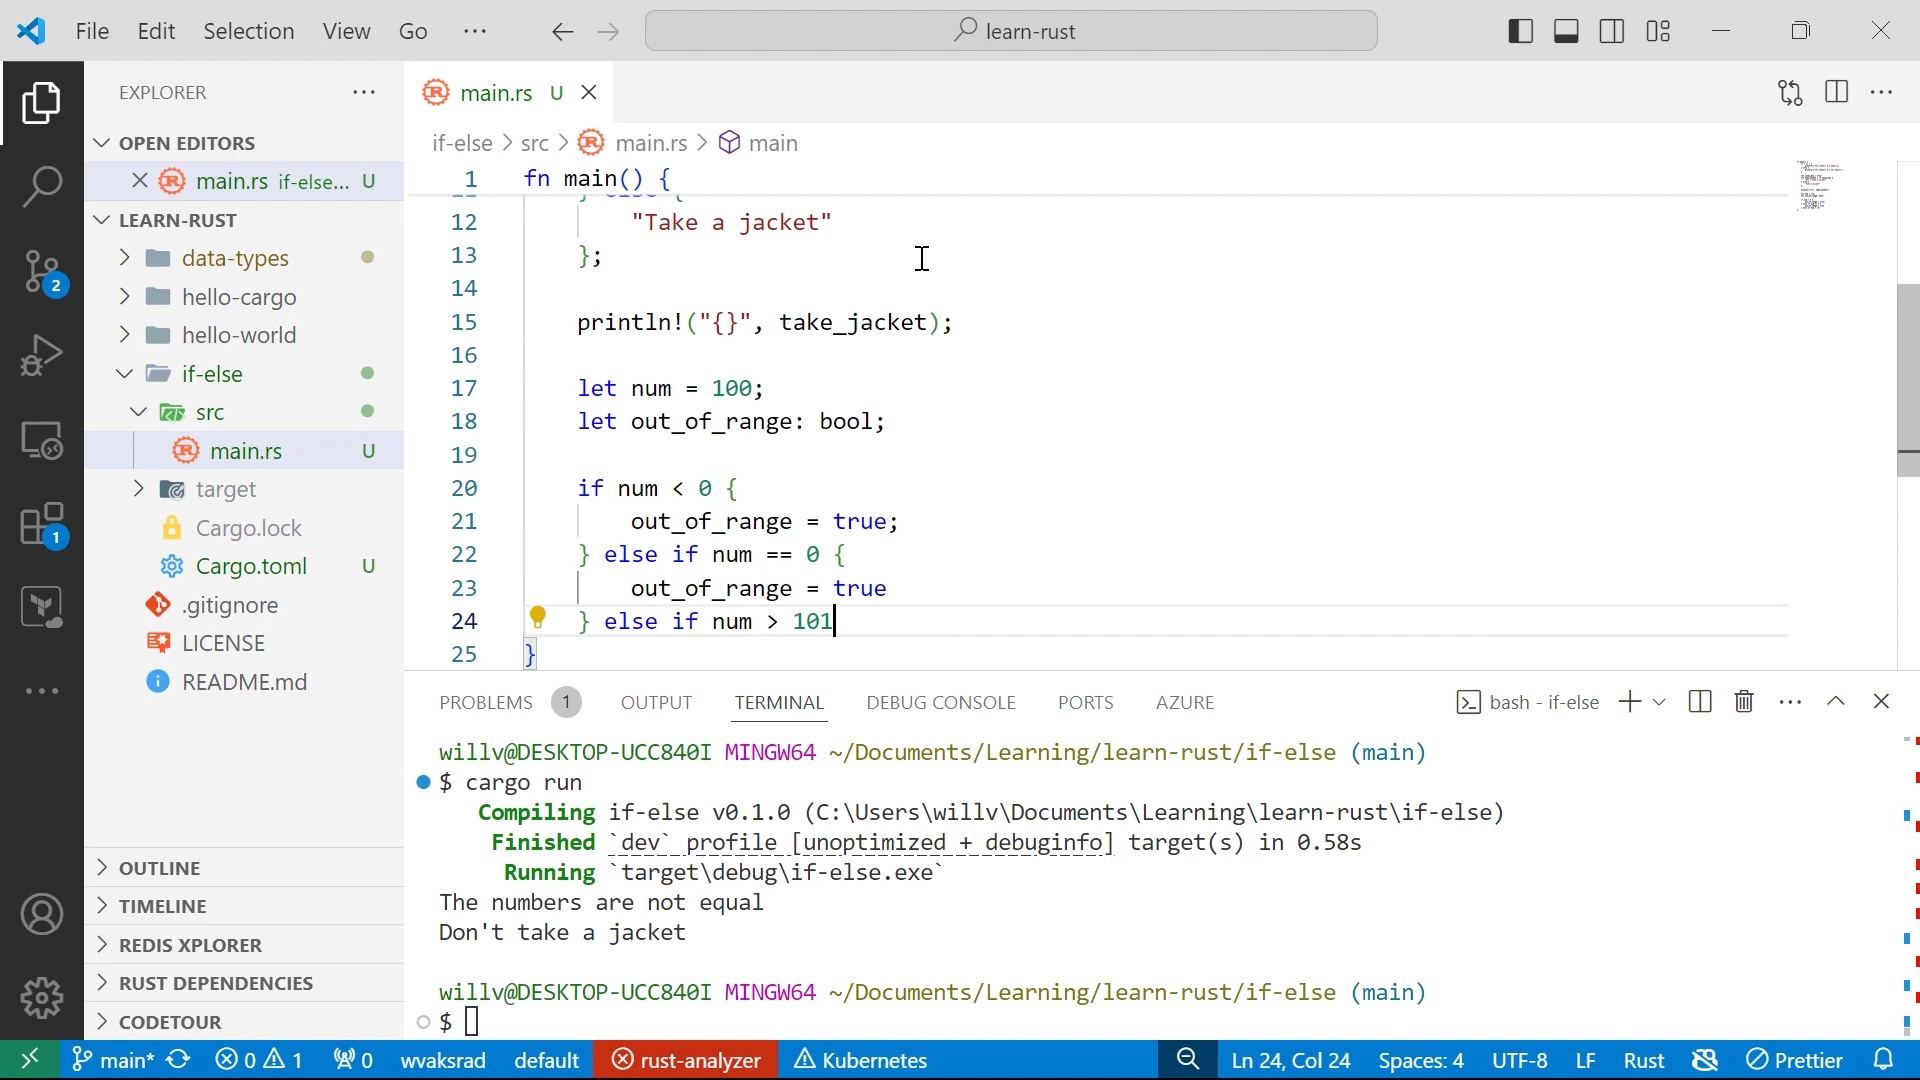 File Edit Selection View Go ··· learn-rust
EXPLORER
OPEN EDITORS
main.rs if-else... U
LEARN-RUST
data-types
hello-cargo
hello-world
if-else
src
main.rs U
target
Cargo.lock
Cargo.toml U
.gitignore
LICENSE
README.md
OUTLINE
TIMELINE
REDIS XPLORER
RUST DEPENDENCIES
CODETOUR
2
1
main.rs U
if-else > src > main.rs > main
1 fn main() {
12 "Take a jacket"
13 };
14
15 println!("{}", take_jacket);
16
17 let num = 100;
18 let out_of_range: bool;
19
20 if num < 0 {
21 out_of_range = true;
22 } else if num == 0 {
23 out_of_range = true
24 } else if num > 101
25 }
PROBLEMS 1 OUTPUT TERMINAL DEBUG CONSOLE PORTS AZURE bash - if-else
willv@DESKTOP-UCC840I MINGW64 ~/Documents/Learning/learn-rust/if-else (main)
$ cargo run
Compiling if-else v0.1.0 (C:\Users\willv\Documents\Learning\learn-rust\if-else)
Finished `dev` profile [unoptimized + debuginfo] target(s) in 0.58s
Running `target\debug\if-else.exe`
The numbers are not equal
Don't take a jacket
willv@DESKTOP-UCC840I MINGW64 ~/Documents/Learning/learn-rust/if-else (main)
$
main* 0 1 0 wvaksrad default rust-analyzer Kubernetes Ln 24, Col 24 Spaces: 4 UTF-8 LF Rust Prettier